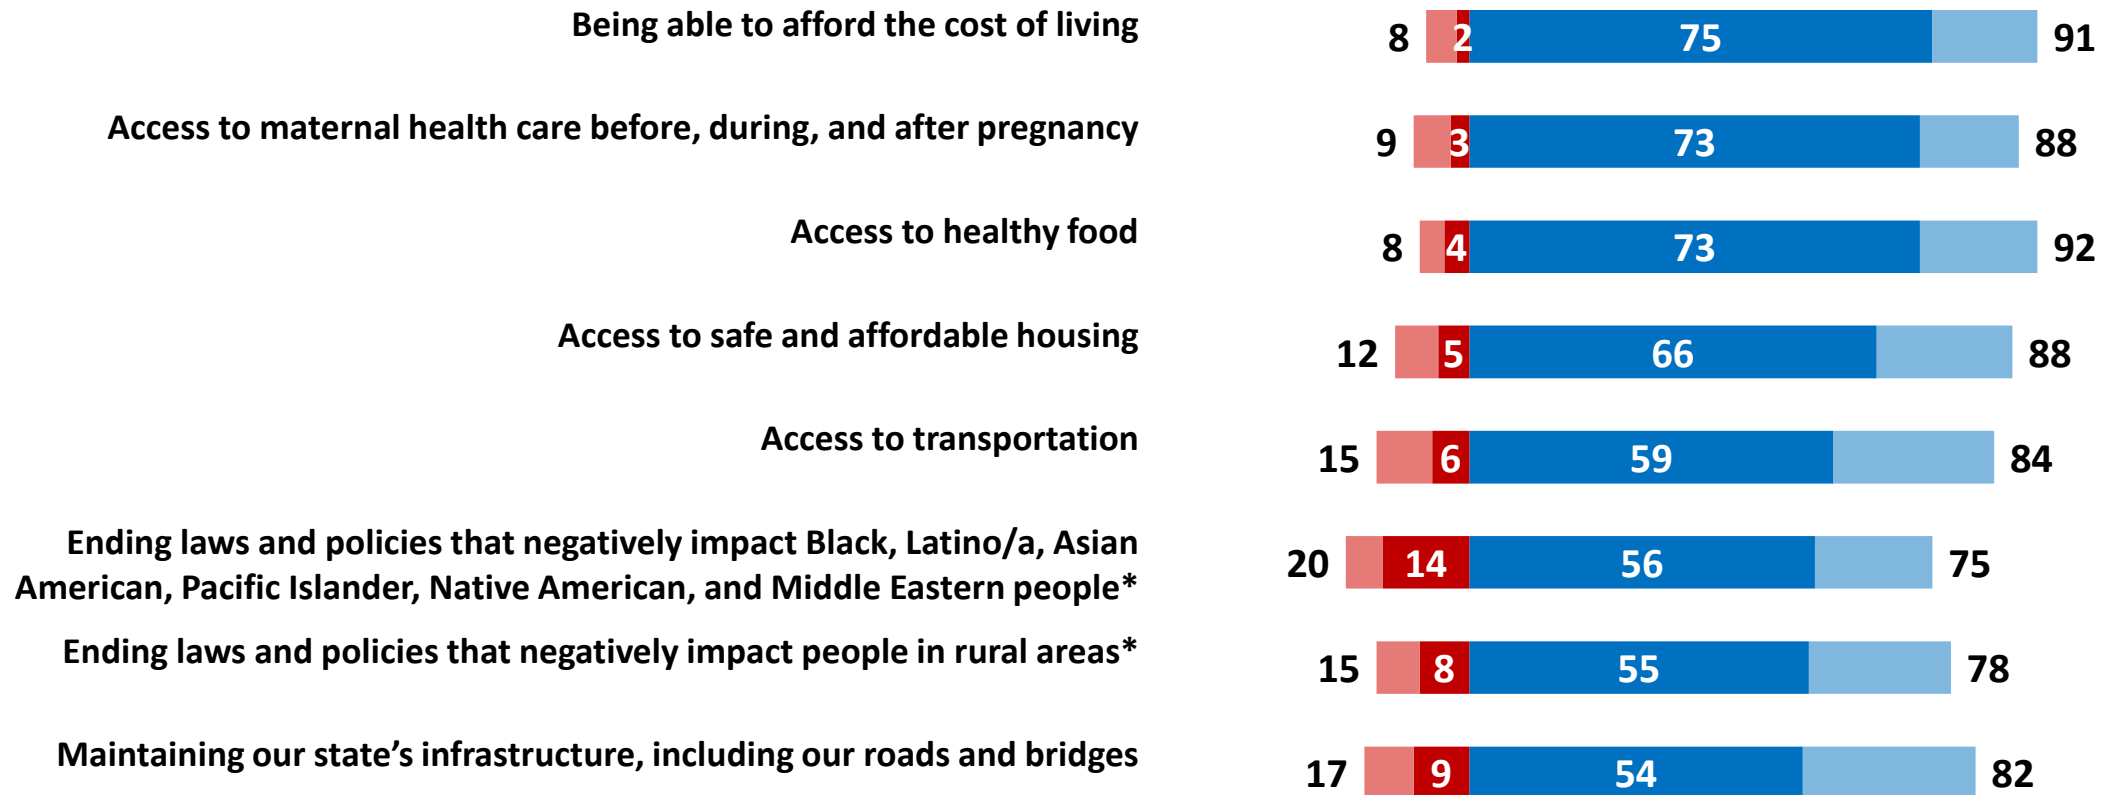 Being able to afford the cost of living 8 2 75 91
Access to maternal health care before, during, and after pregnancy 9 3 73 88
Access to healthy food 8 4 73 92
Access to safe and affordable housing 12 5 66 88
Access to transportation 15 6 59 84
Ending laws and policies that negatively impact Black, Latino/a, Asian
American, Pacific Islander, Native American, and Middle Eastern people* 20 14 56 75
Ending laws and policies that negatively impact people in rural areas* 15 8 55 78
Maintaining our state’s infrastructure, including our roads and bridges 17 9 54 82